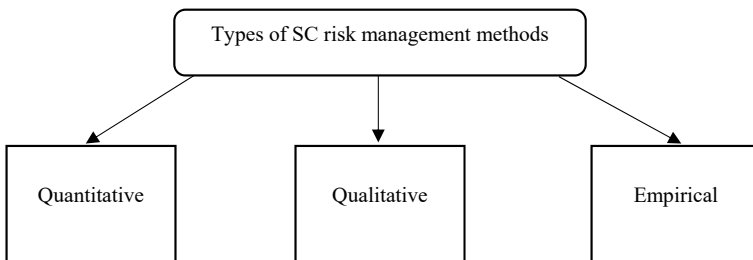 Types of SC risk management methods
Quantitative
Qualitative
Empirical